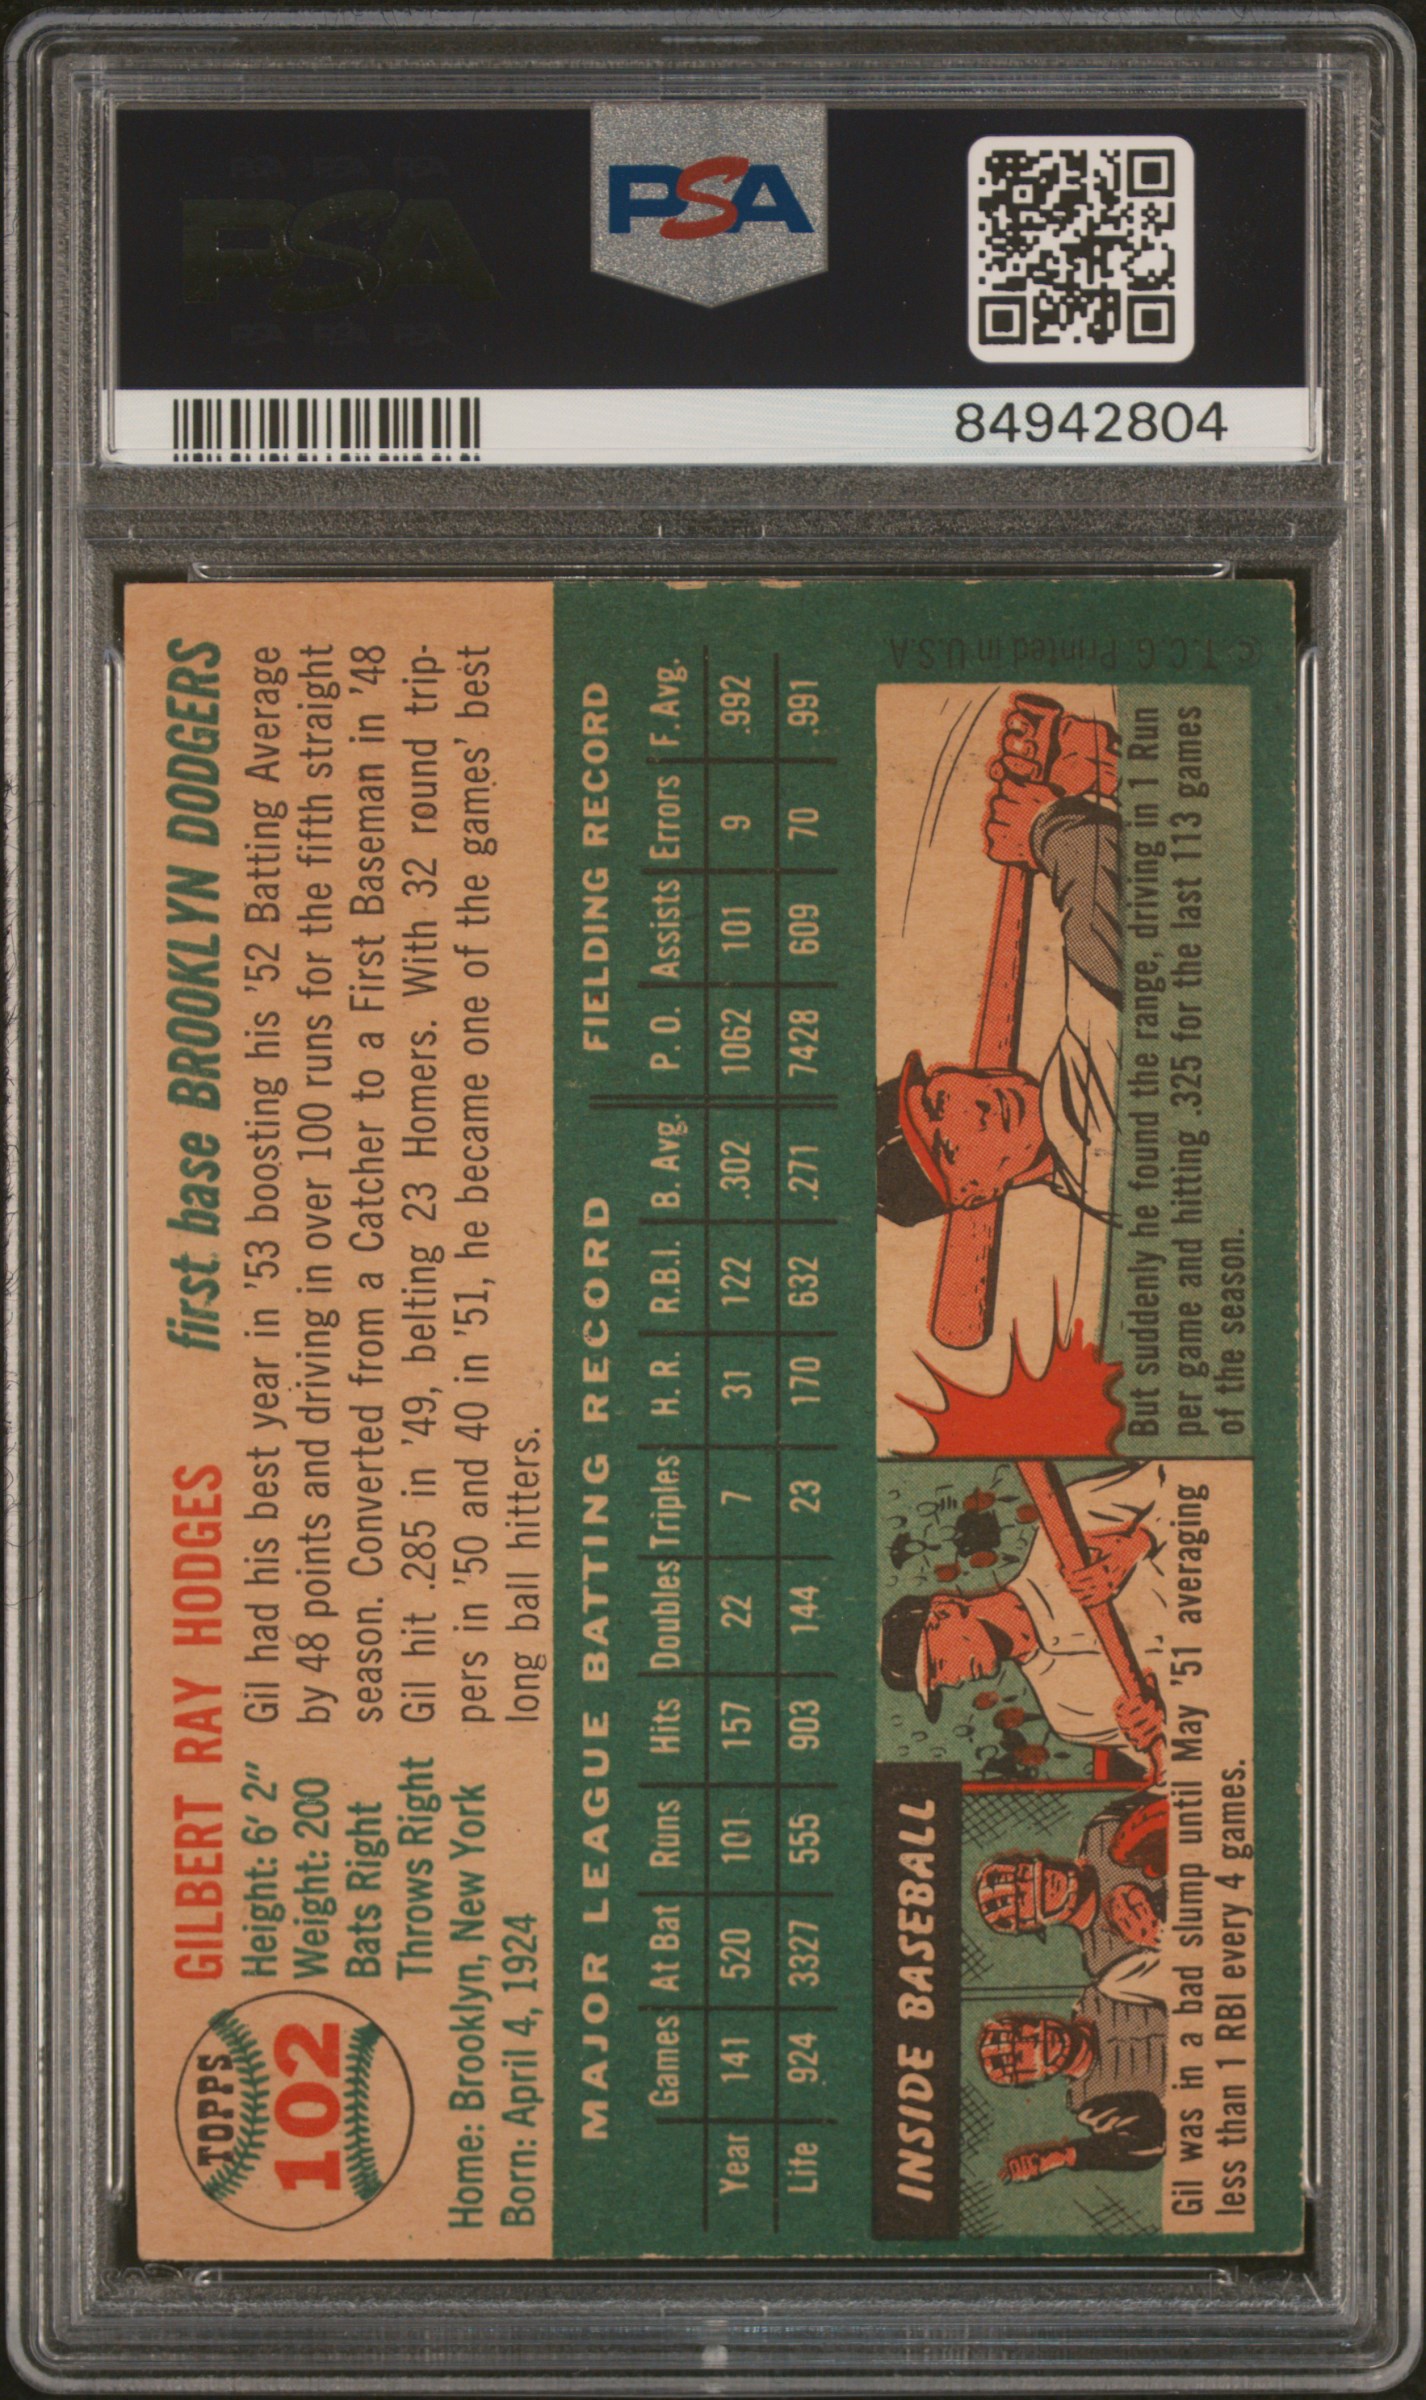 PSA
PSA
84942804
TOPPS
102
GILBERT RAY HODGES first base BROOKLYN DODGERS
Height: 6' 2"
Weight: 200
Bats Right
Throws Right
Home: Brooklyn, New York
Born: April 4, 1924
Gil had his best year in '53 boosting his '52 Batting Average
by 48 points and driving in over 100 runs for the fifth straight
season. Converted from a Catcher to a First Baseman in '48
Gil hit .285 in '49, belting 23 Homers. With 32 round trip-
pers in '50 and 40 in '51, he became one of the games' best
long ball hitters.
MAJOR LEAGUE BATTING RECORD FIELDING RECORD
Games At Bat Runs Hits Doubles Triples H. R. R.B.I. B. Avg. P. O. Assists Errors F. Avg.
Year 141 520 101 157 22 7 31 122 .302 1062 101 9 .992
Life 924 3327 555 903 144 23 170 632 .271 7428 609 70 .991
INSIDE BASEBALL
Gil was in a bad slump until May '51 averaging
less than 1 RBI every 4 games.
But suddenly he found the range, driving in 1 Run
per game and hitting .325 for the last 113 games
of the season.
© T.C.G. Printed in U.S.A.